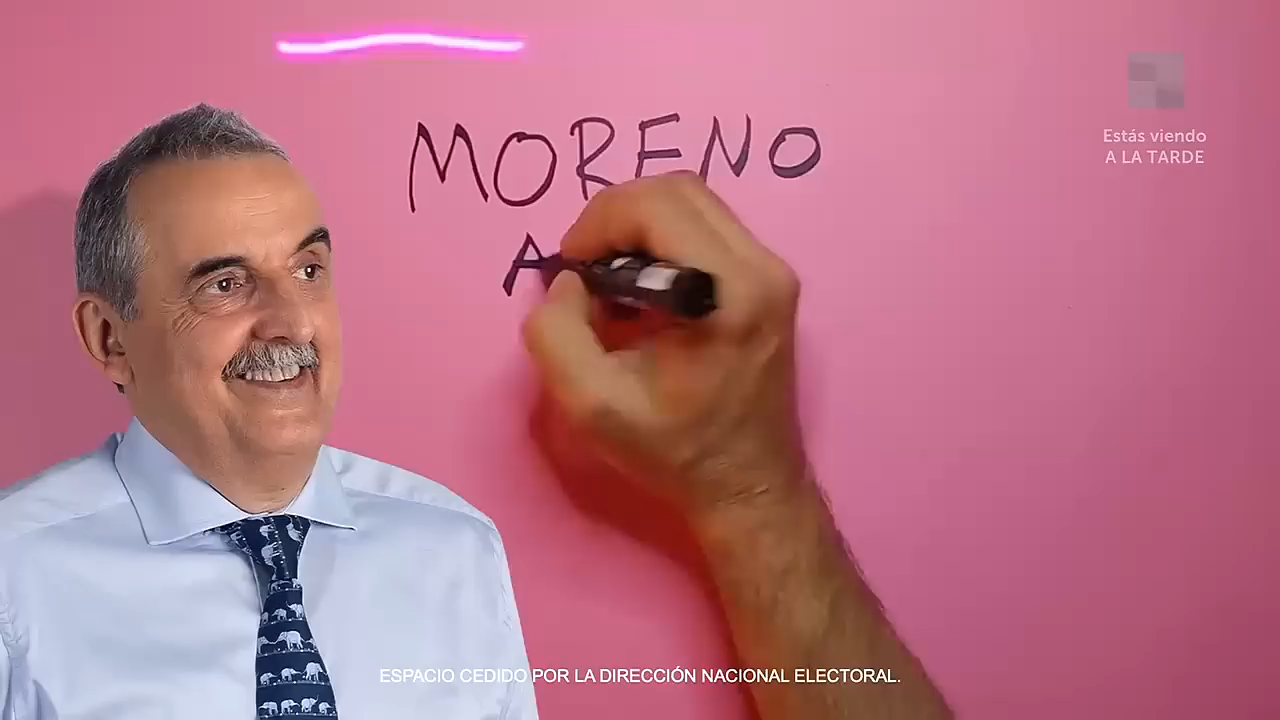 MORENO
A
Estás viendo
A LA TARDE
ESPACIO CEDIDO POR LA DIRECCIÓN NACIONAL ELECTORAL.